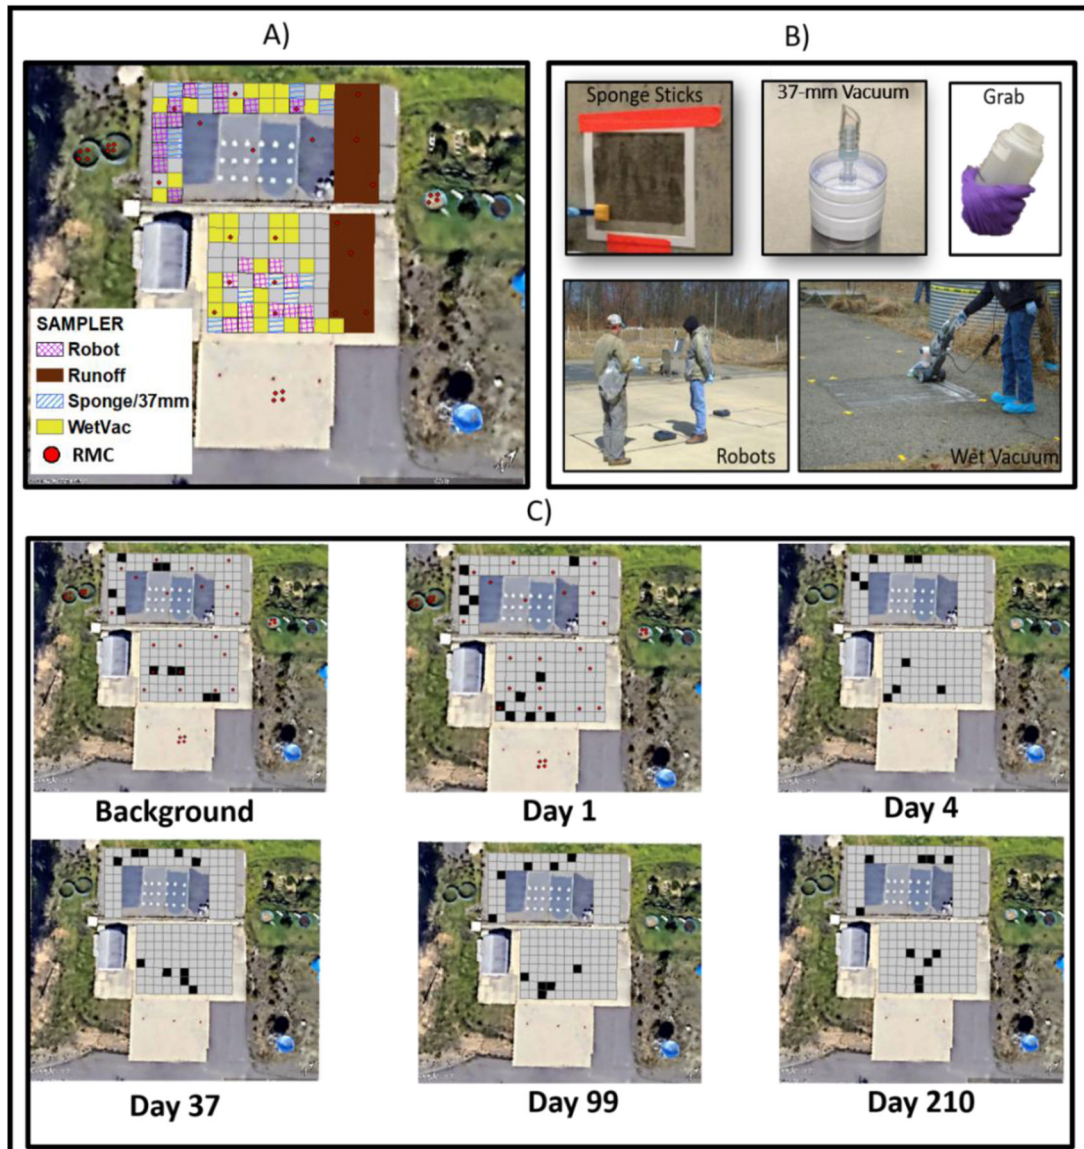 A)
B)
SAMPLER
Robot
Runoff
Sponge/37mm
WetVac
RMC
Sponge Sticks
37-mm Vacuum
Grab
Robots
Wet Vacuum
C)
Background
Day 1
Day 4
Day 37
Day 99
Day 210